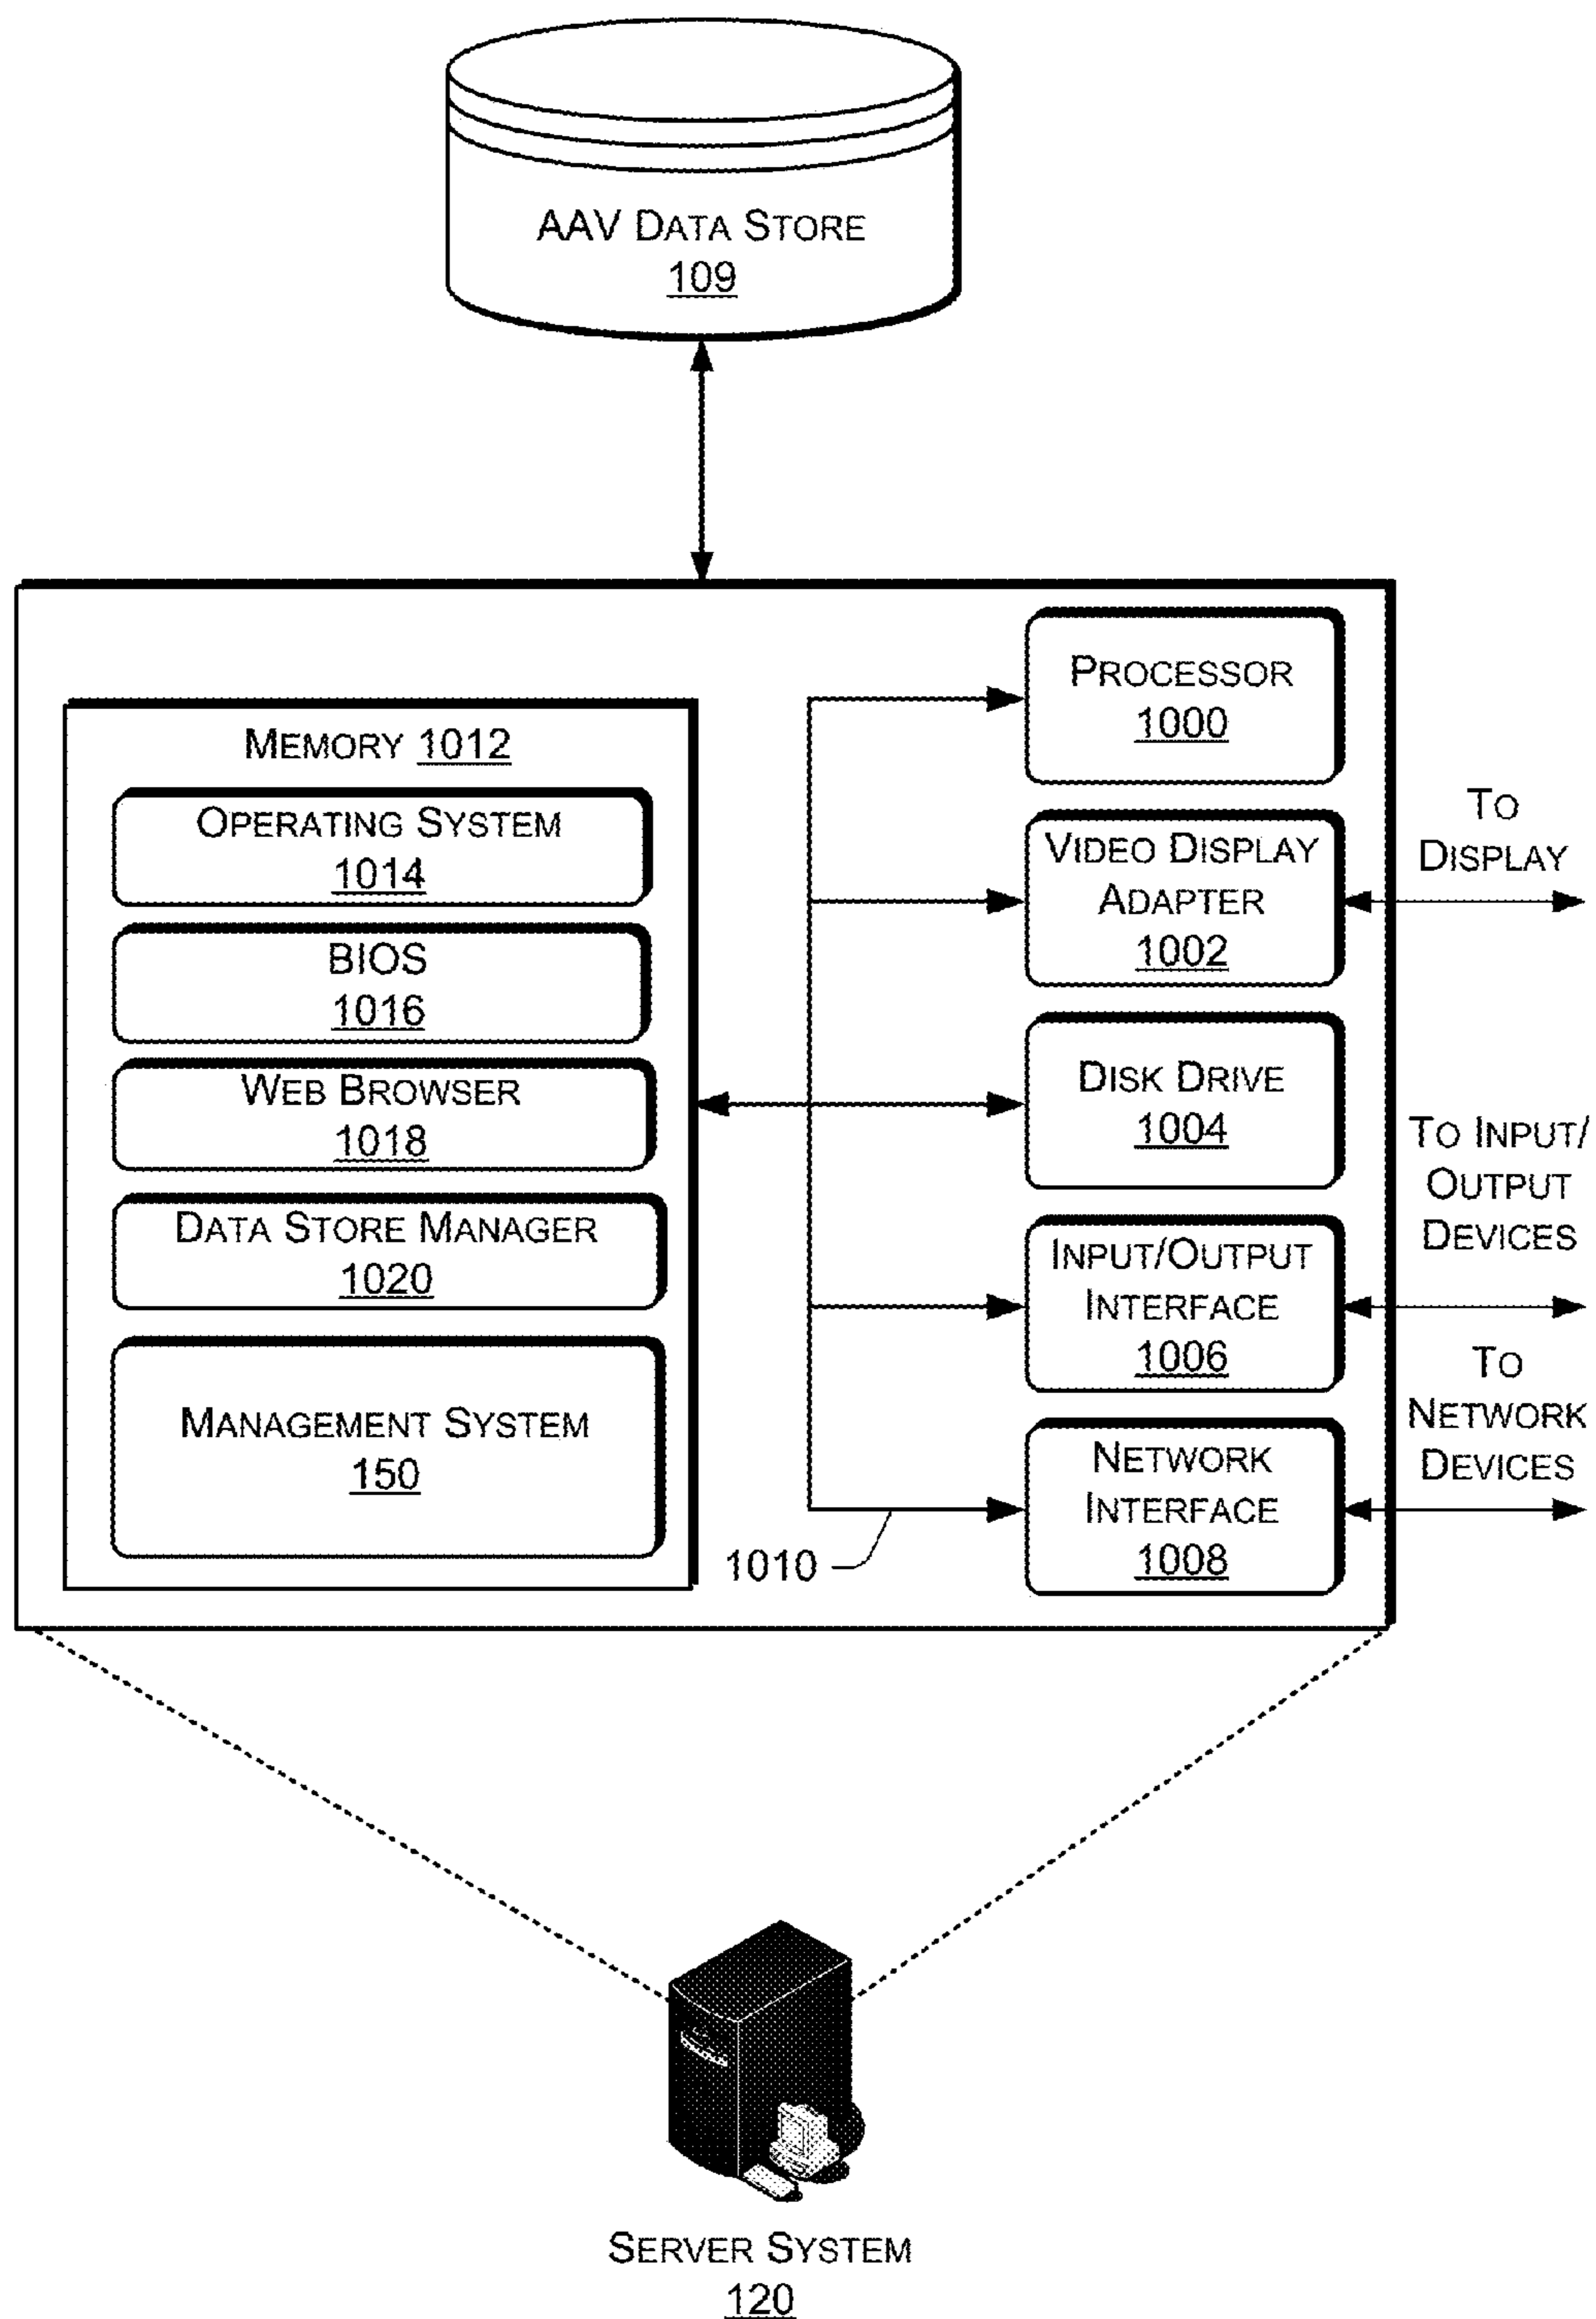 AAV DATA STORE
109
MEMORY 1012
OPERATING SYSTEM
1014
BIOS
1016
WEB BROWSER
1018
DATA STORE MANAGER
1020
MANAGEMENT SYSTEM
150
PROCESSOR
1000
VIDEO DISPLAY
ADAPTER
1002
DISK DRIVE
1004
INPUT/OUTPUT
INTERFACE
1006
NETWORK
INTERFACE
1008
1010
TO
DISPLAY
TO INPUT/
OUTPUT
DEVICES
TO
NETWORK
DEVICES
SERVER SYSTEM
120